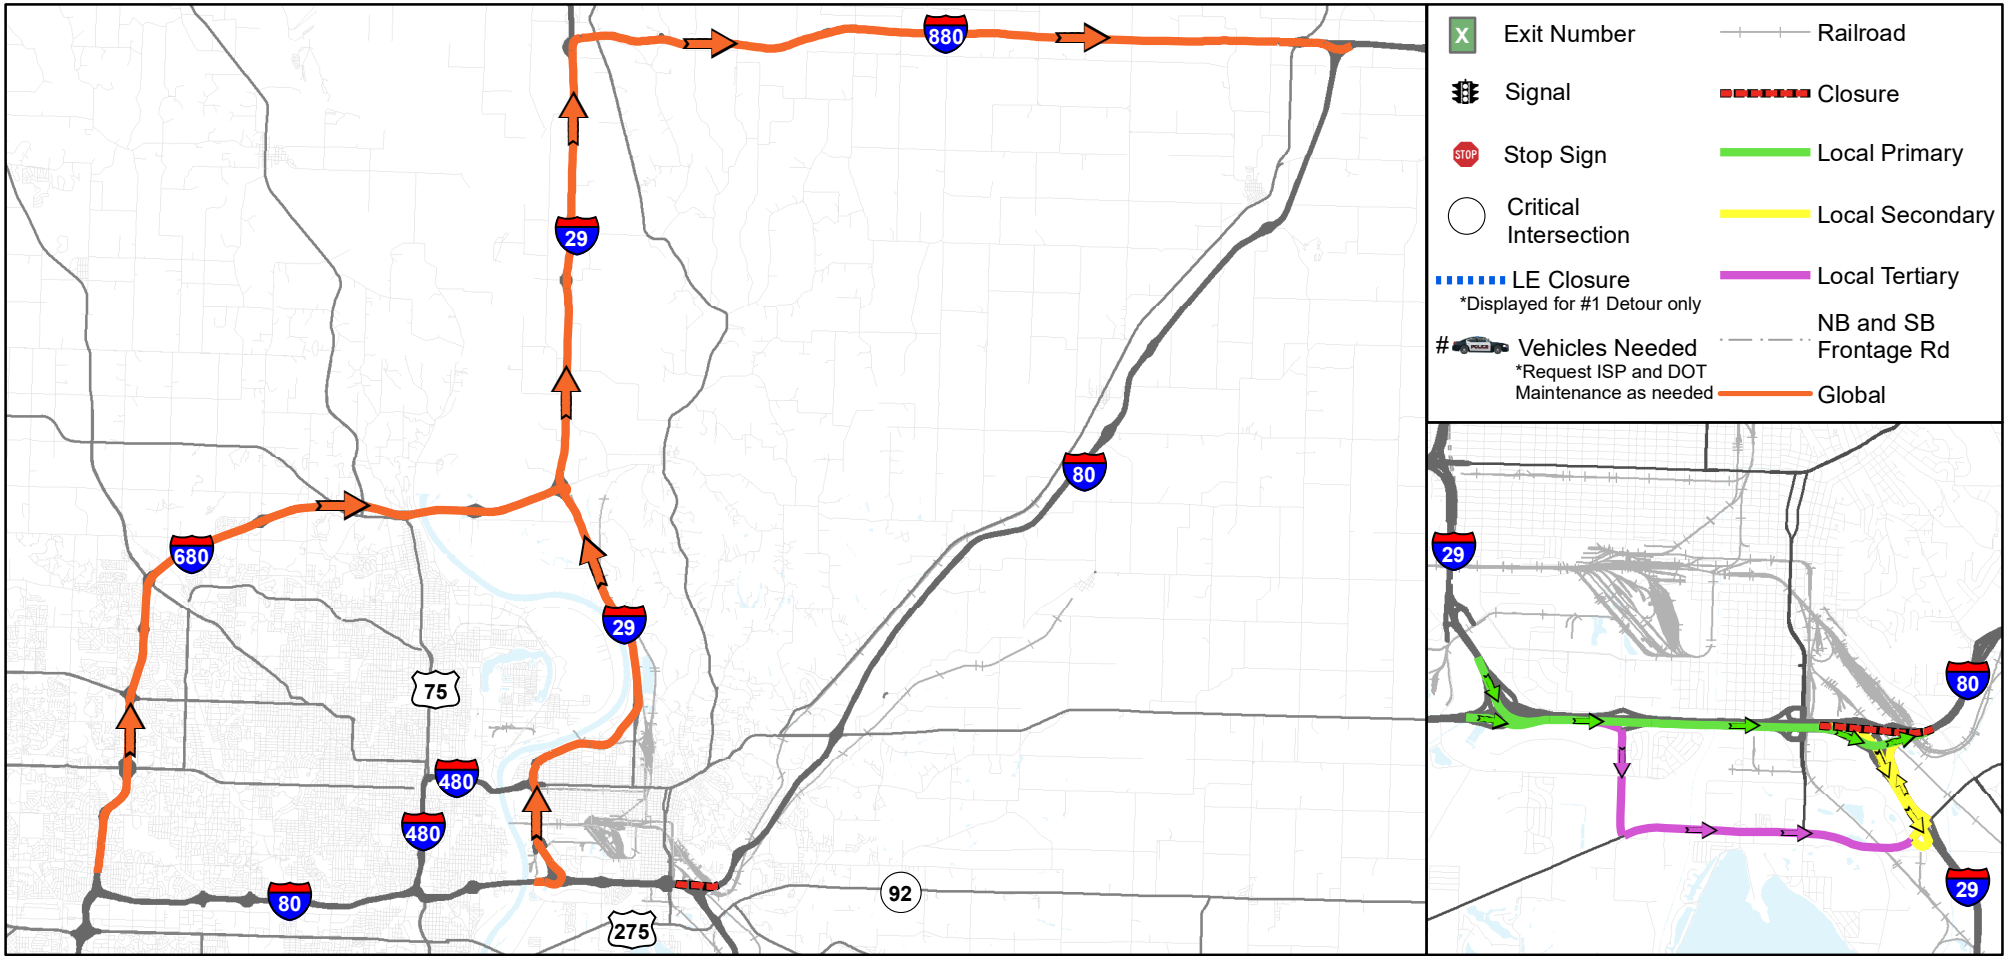 880
29
80
680
29
75
480
480
80
92
275
X
Exit Number
Signal
STOP
Stop Sign
Critical
Intersection
LE Closure
*Displayed for #1 Detour only
#
POLICE
Vehicles Needed
*Request ISP and DOT
Maintenance as needed
Railroad
Closure
Local Primary
Local Secondary
Local Tertiary
NB and SB
Frontage Rd
Global
29
80
29